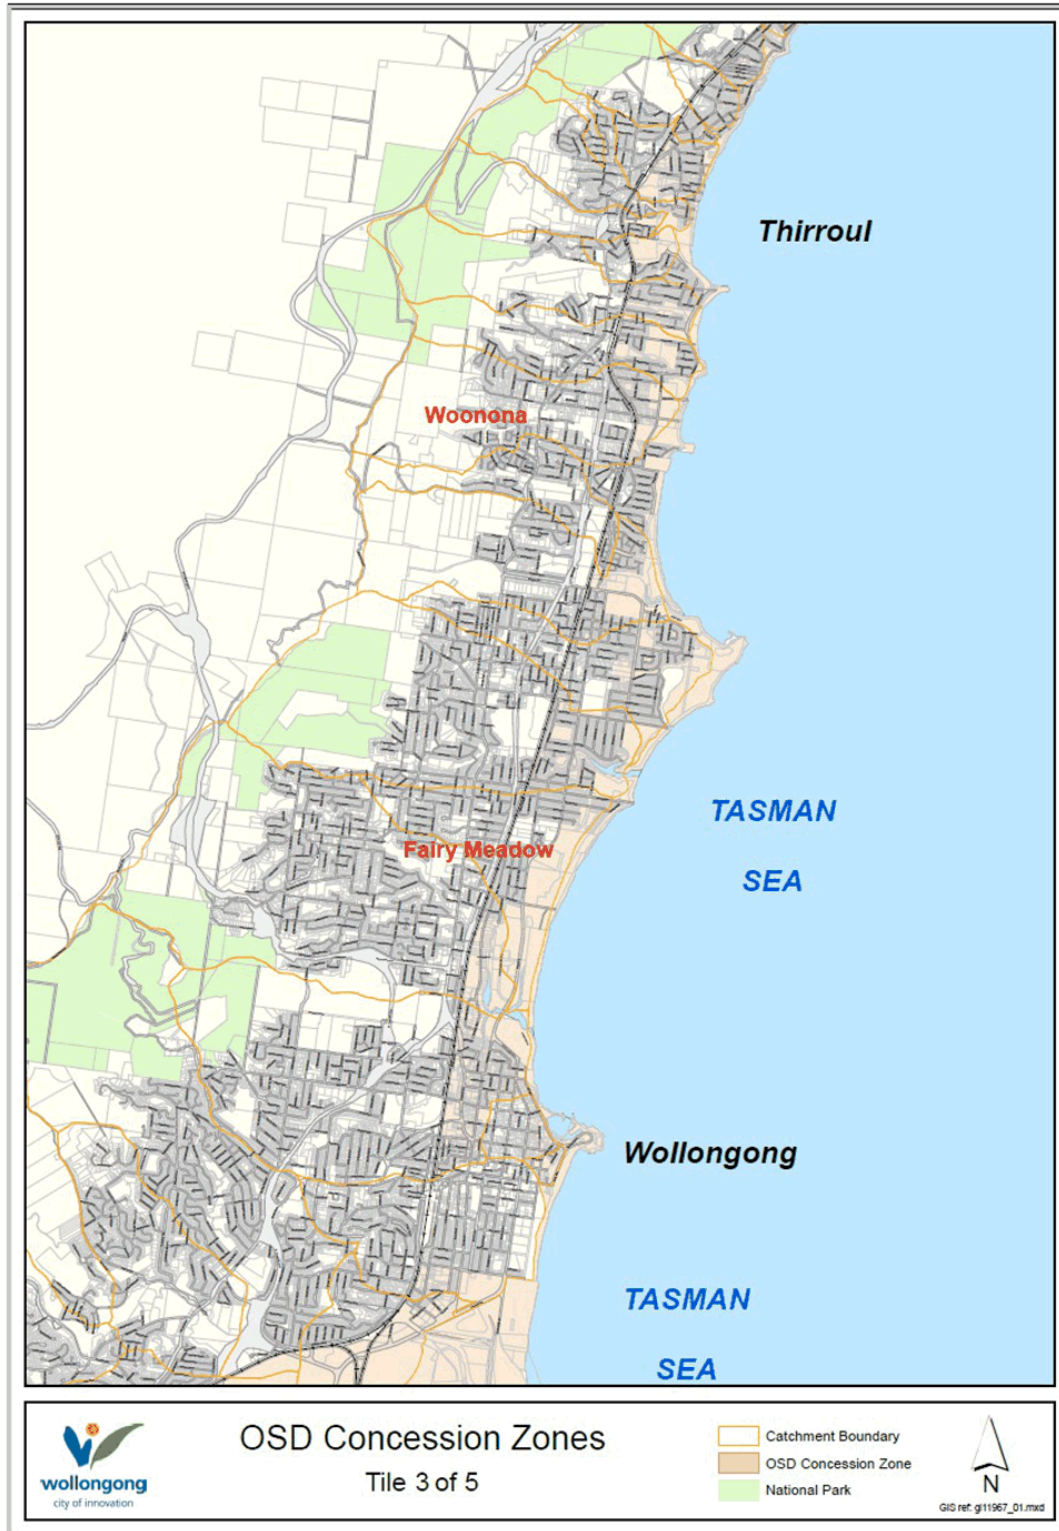 Thirroul
Woonona
TASMAN
SEA
Fairy Meadow
Wollongong
TASMAN
SEA
wollongong
city of innovation
OSD Concession Zones
Tile 3 of 5
Catchment Boundary
OSD Concession Zone
National Park
N
GIS ref: gl11967_01.mxd